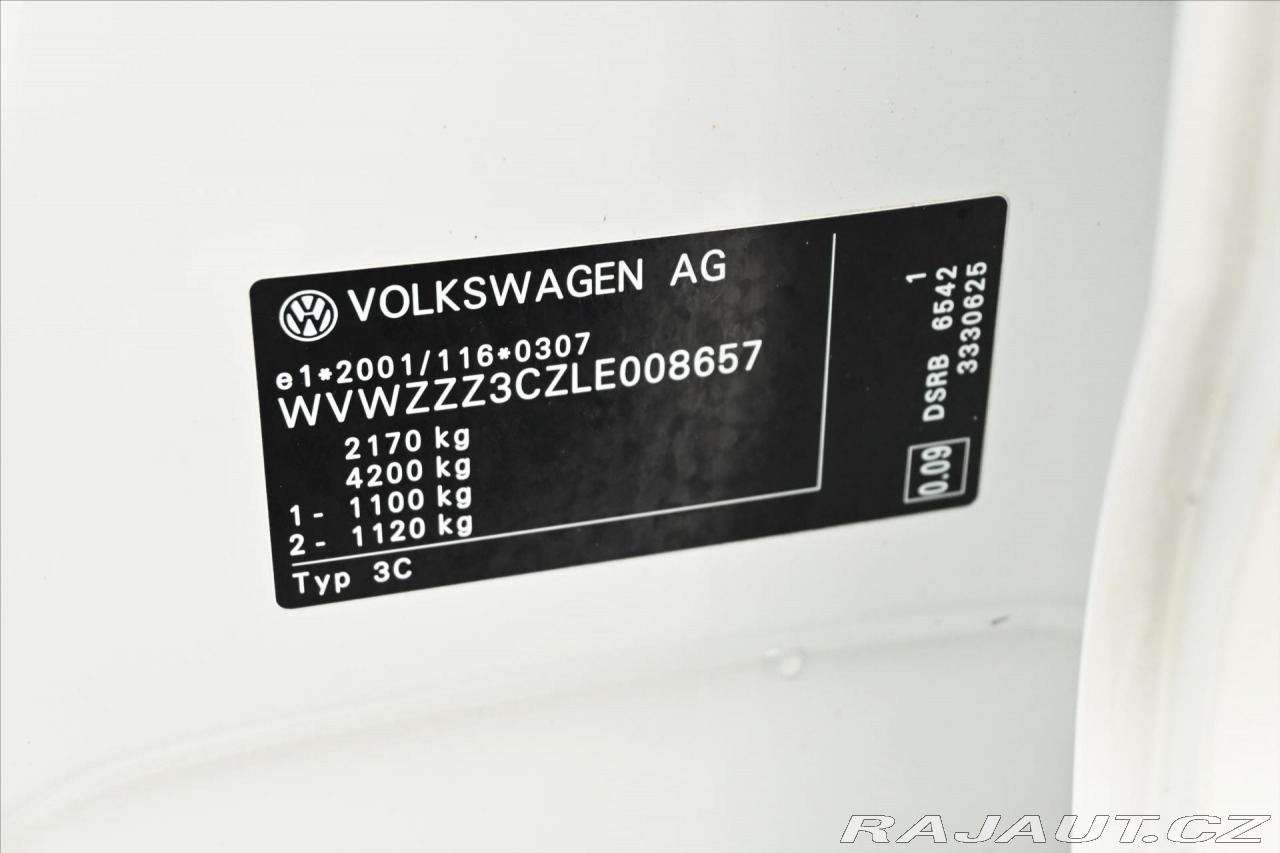 VOLKSWAGEN AG
e1*2001/116*0307
WVWZZZ3CZLE008657
2170 kg
4200 kg
1- 1100 kg
2- 1120 kg
Typ 3C
1
DSRB 6542
3330625
0.09
RAJAUT.CZ